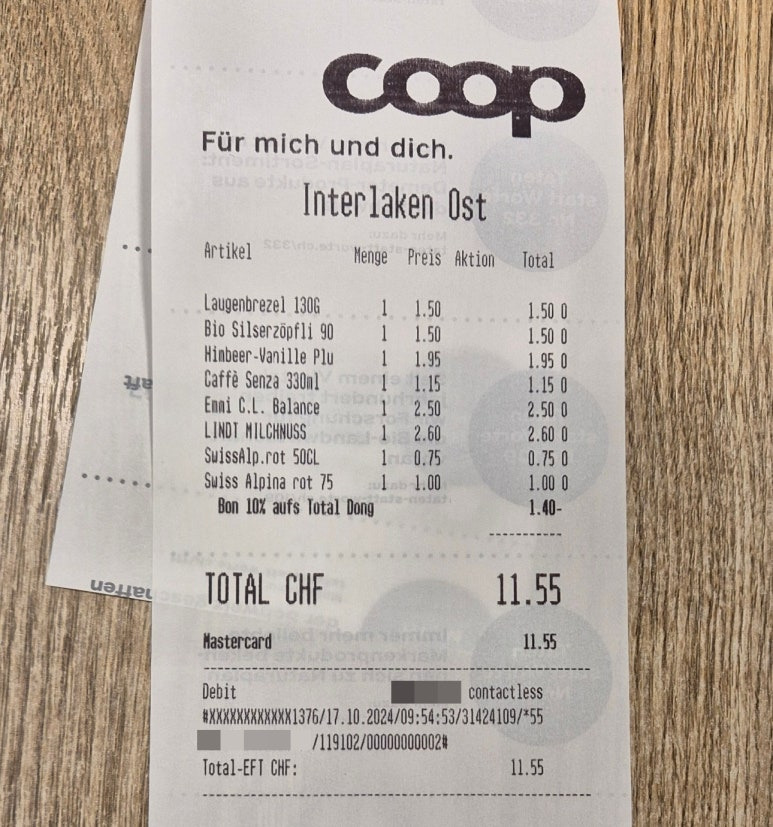 coop
Für mich und dich.
Interlaken Ost
Artikel Menge Preis Aktion Total
Laugenbrezel 130G 1 1.50 1.50 0
Bio Silserzöpfli 90 1 1.50 1.50 0
Himbeer-Vanille Plu 1 1.95 1.95 0
Caffè Senza 330ml 1 1.15 1.15 0
Emmi C.L. Balance 1 2.50 2.50 0
LINDT MILCHNUSS 1 2.60 2.60 0
SwissAlp.rot 50CL 1 0.75 0.75 0
Swiss Alpina rot 75 1 1.00 1.00 0
Bon 10% aufs Total Dong 1.40-
TOTAL CHF 11.55
Mastercard 11.55
Debit contactless
#XXXXXXXXXXXX1376/17.10.2024/09:54:53/31424109/*55
/119102/00000000002#
Total-EFT CHF: 11.55